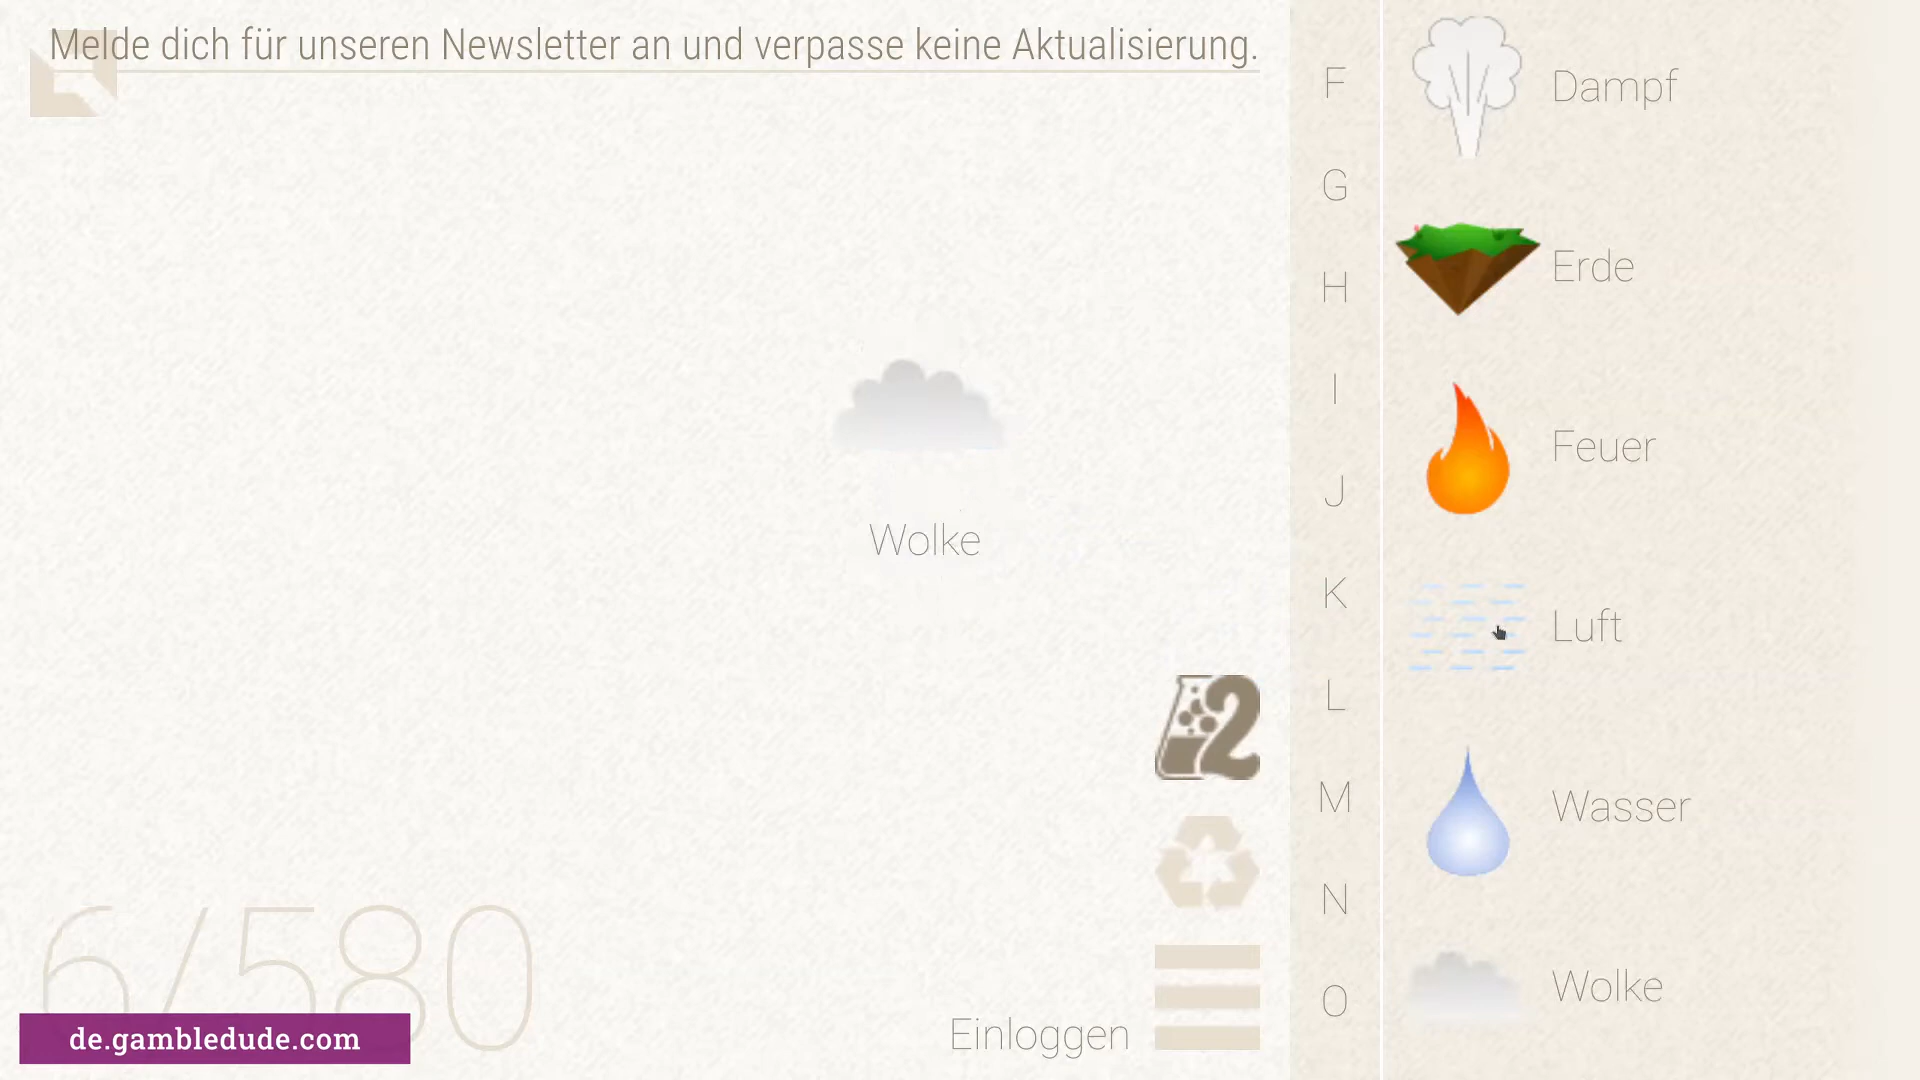 Melde dich für unseren Newsletter an und verpasse keine Aktualisierung.
F
G
H
I
J
K
L
M
N
O
Dampf
Erde
Feuer
Luft
Wasser
Wolke
Wolke
2
6/580
Einloggen
de.gambledude.com